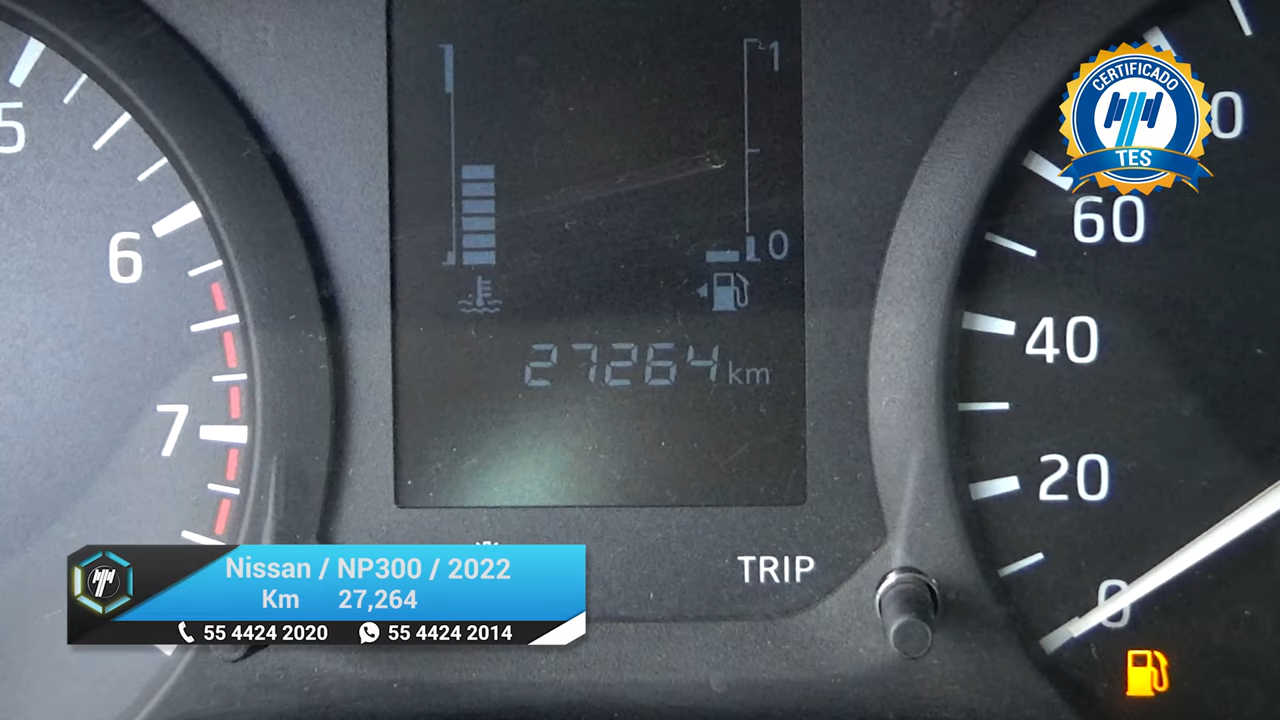 5
6
7
1
0
27264 km
TRIP
0
60
40
20
0
CERTIFICADO
TES
Nissan / NP300 / 2022
Km 27,264
55 4424 2020 55 4424 2014